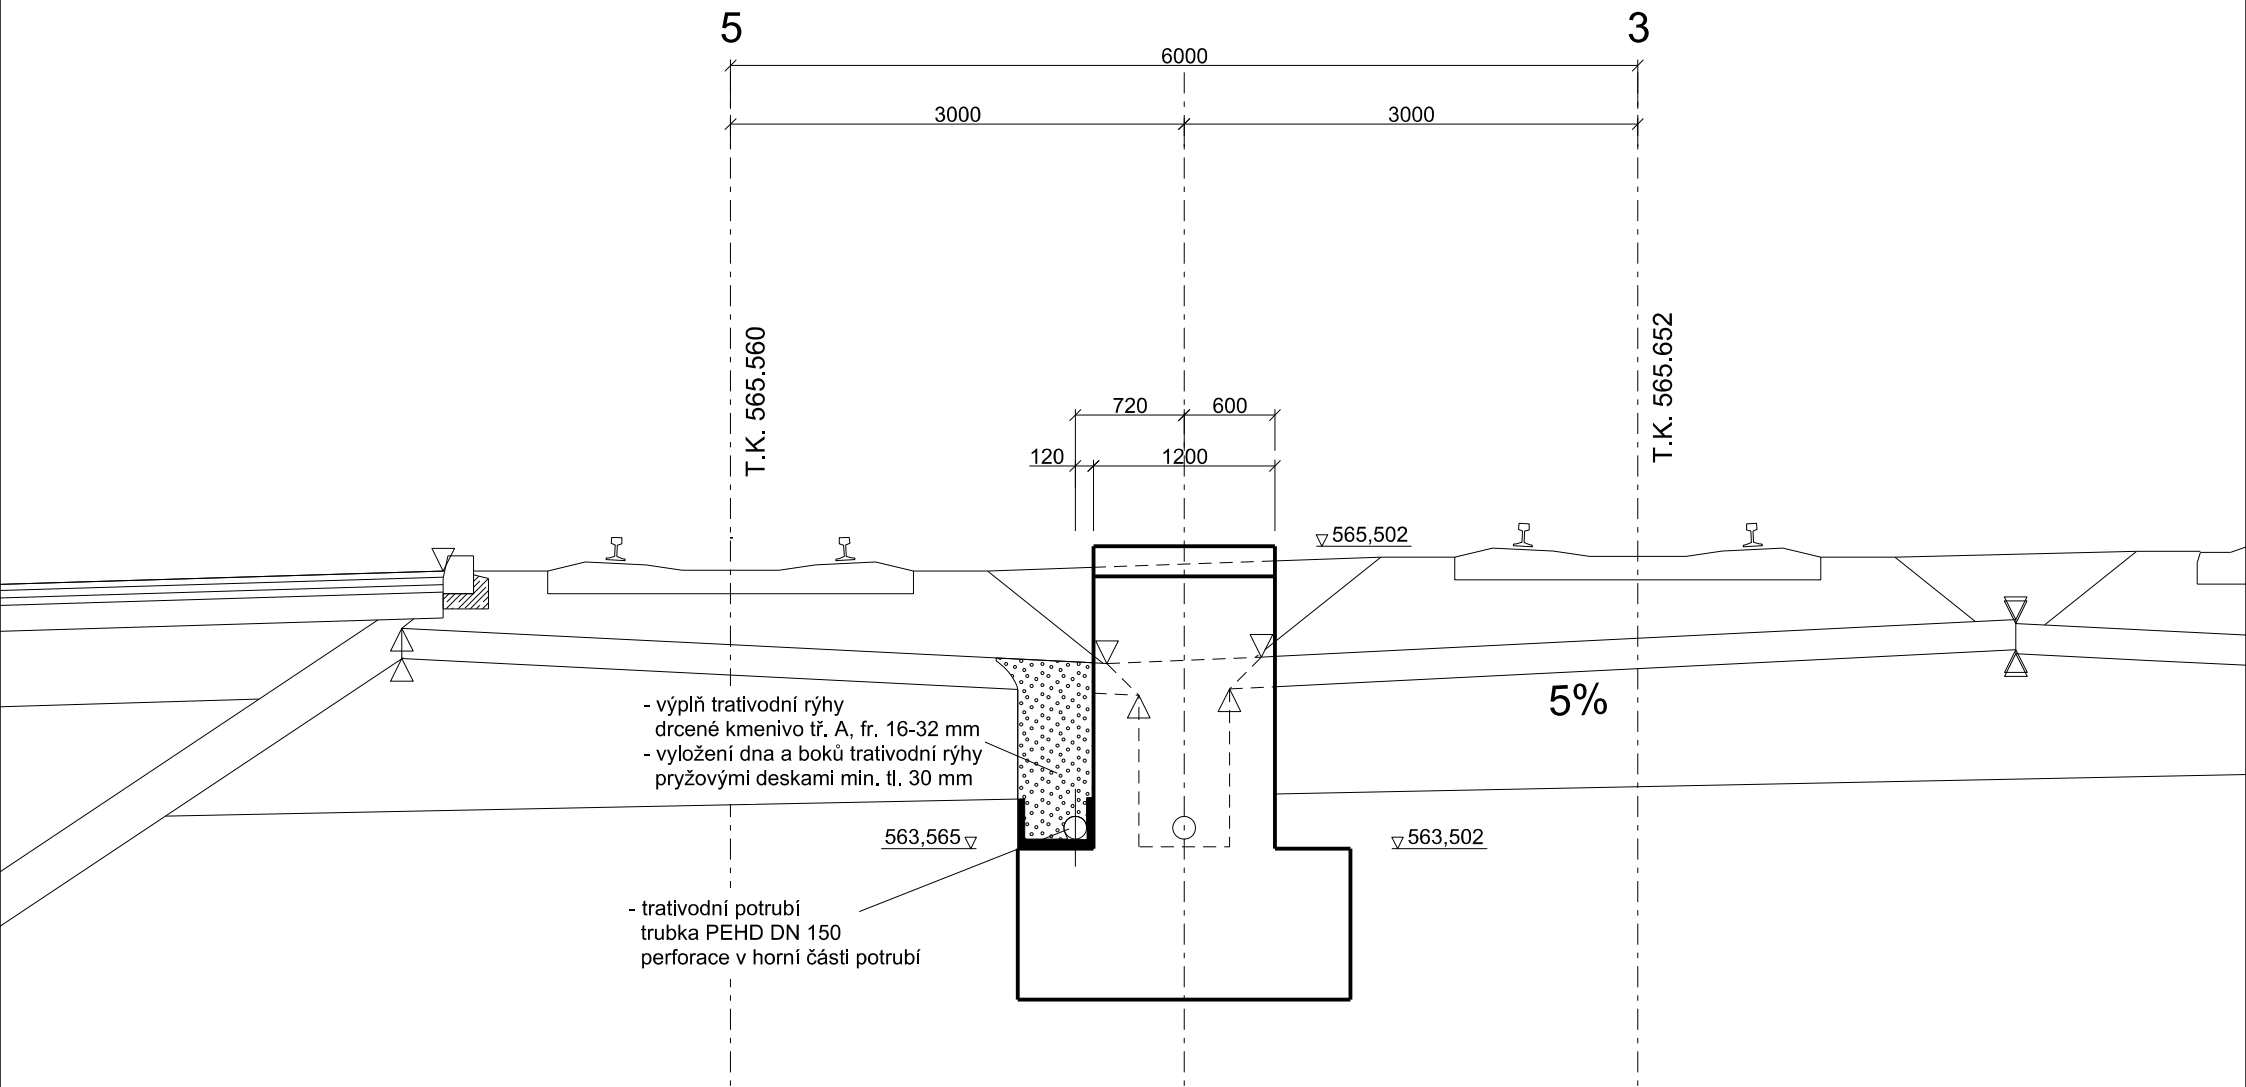 5
3
6000
3000
3000
T.K. 565.560
T.K. 565.652
720
600
120
1200
565,502
5%
- výplň trativodní rýhy
drcené kmenivo tř. A, fr. 16-32 mm
- vyložení dna a boků trativodní rýhy
pryžovými deskami min. tl. 30 mm
563,565
563,502
- trativodní potrubí
trubka PEHD DN 150
perforace v horní části potrubí